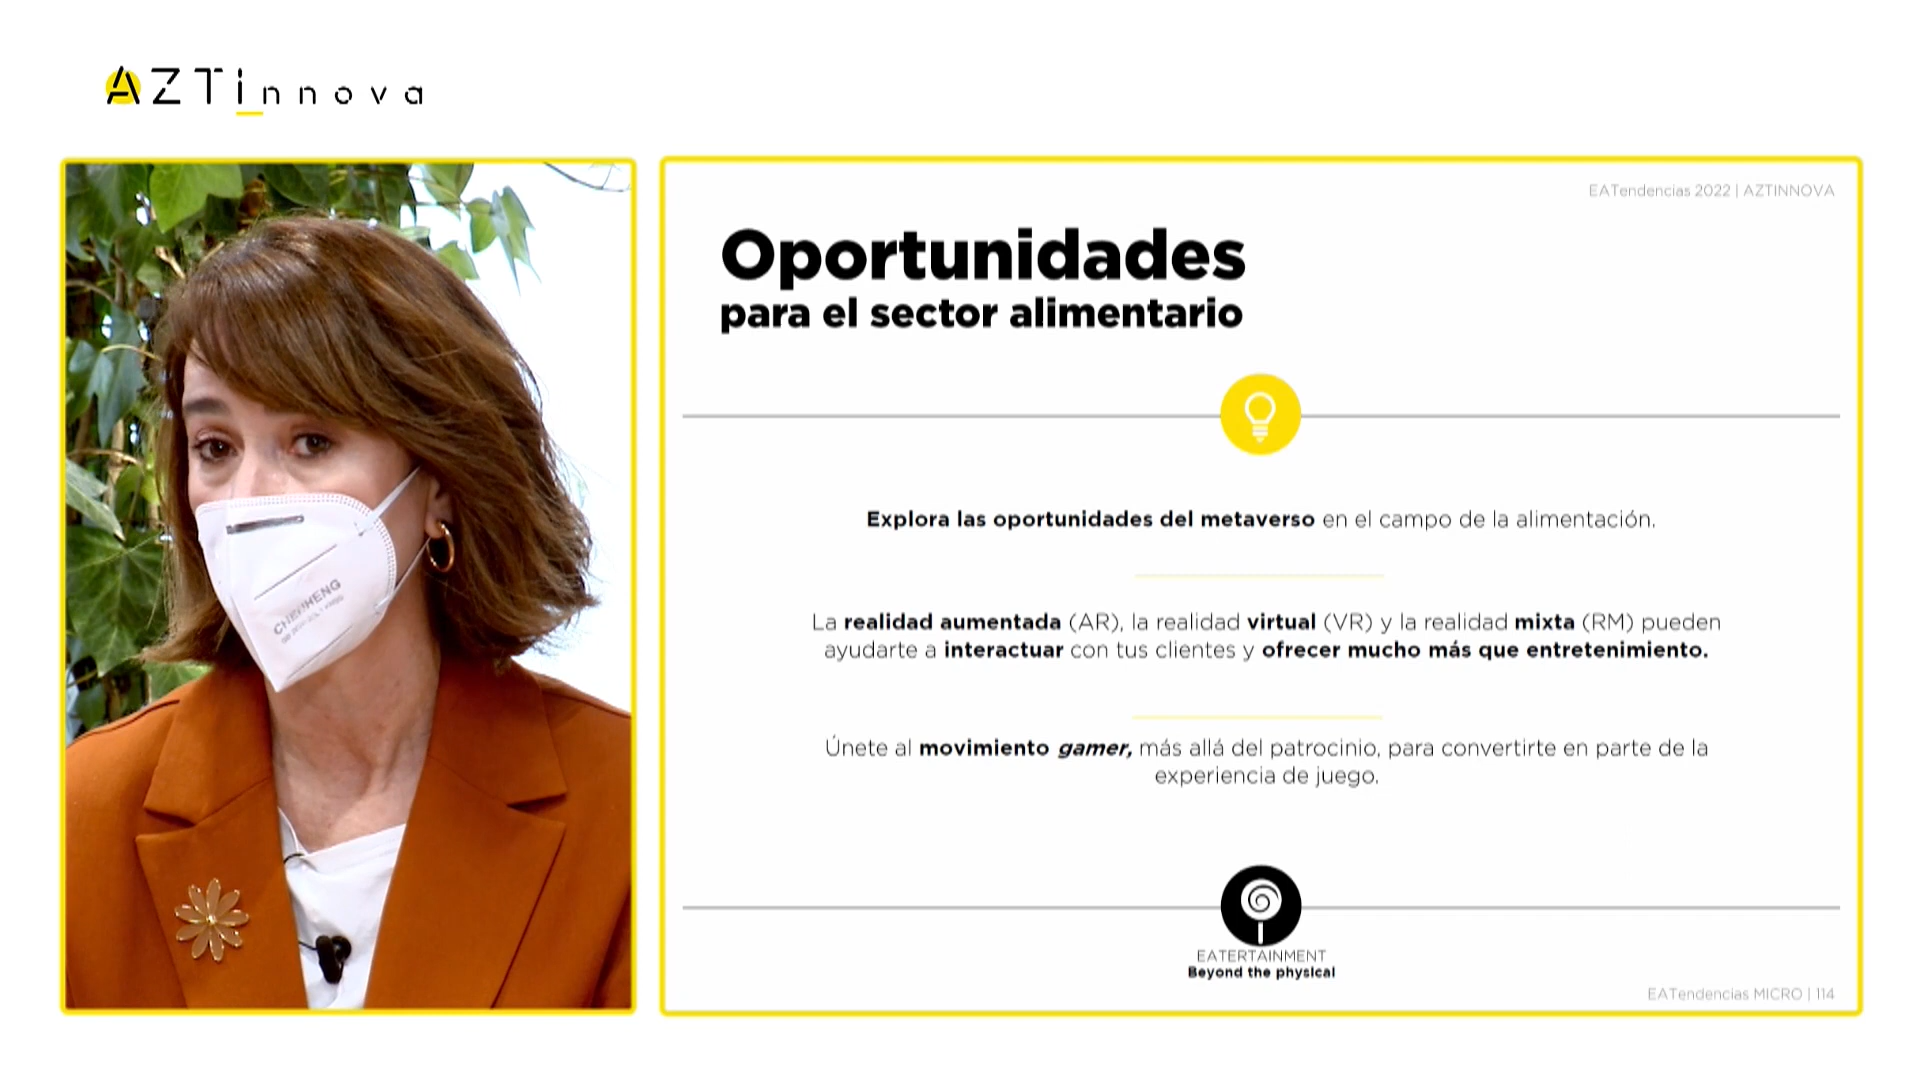 AZTInnova
EATendencias 2022 | AZTINNOVA
Oportunidades
para el sector alimentario
Explora las oportunidades del metaverso en el campo de la alimentación.
La realidad aumentada (AR), la realidad virtual (VR) y la realidad mixta (RM) pueden
ayudarte a interactuar con tus clientes y ofrecer mucho más que entretenimiento.
Únete al movimiento gamer, más allá del patrocinio, para convertirte en parte de la
experiencia de juego.
EATERTAINMENT
Beyond the physical
EATendencias MICRO | 114